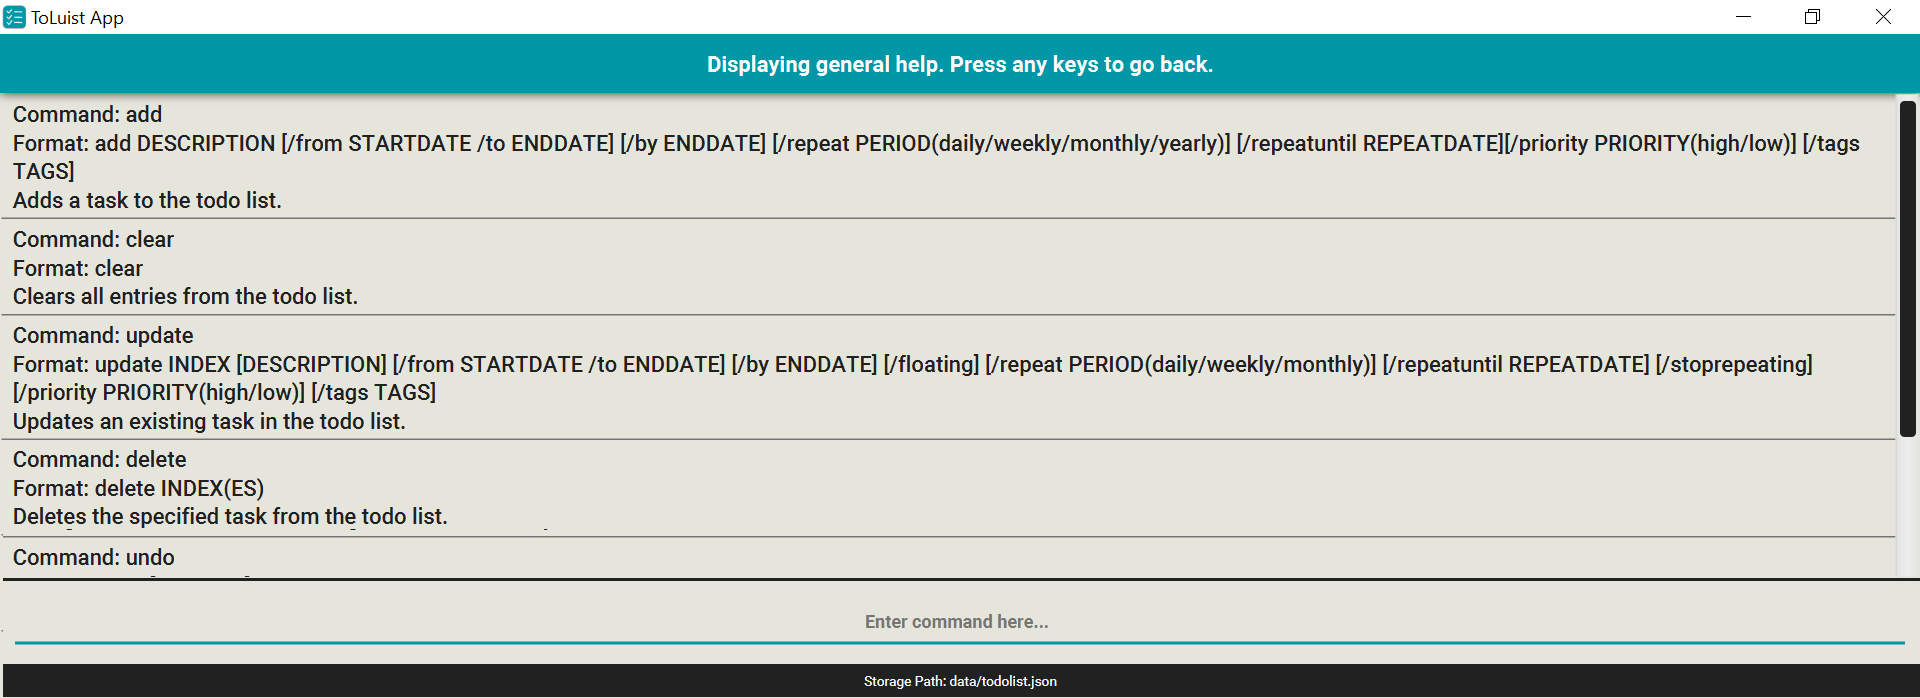 ToLuist App
Displaying general help. Press any keys to go back.
Command: add
Format: add DESCRIPTION [/from STARTDATE /to ENDDATE] [/by ENDDATE] [/repeat PERIOD(daily/weekly/monthly/yearly)] [/repeatuntil REPEATDATE][/priority PRIORITY(high/low)] [/tags
TAGS]
Adds a task to the todo list.
Command: clear
Format: clear
Clears all entries from the todo list.
Command: update
Format: update INDEX [DESCRIPTION] [/from STARTDATE /to ENDDATE] [/by ENDDATE] [/floating] [/repeat PERIOD(daily/weekly/monthly)] [/repeatuntil REPEATDATE] [/stoprepeating]
[/priority PRIORITY(high/low)] [/tags TAGS]
Updates an existing task in the todo list.
Command: delete
Format: delete INDEX(ES)
Deletes the specified task from the todo list.
Command: undo
Enter command here...
Storage Path: data/todolist.json